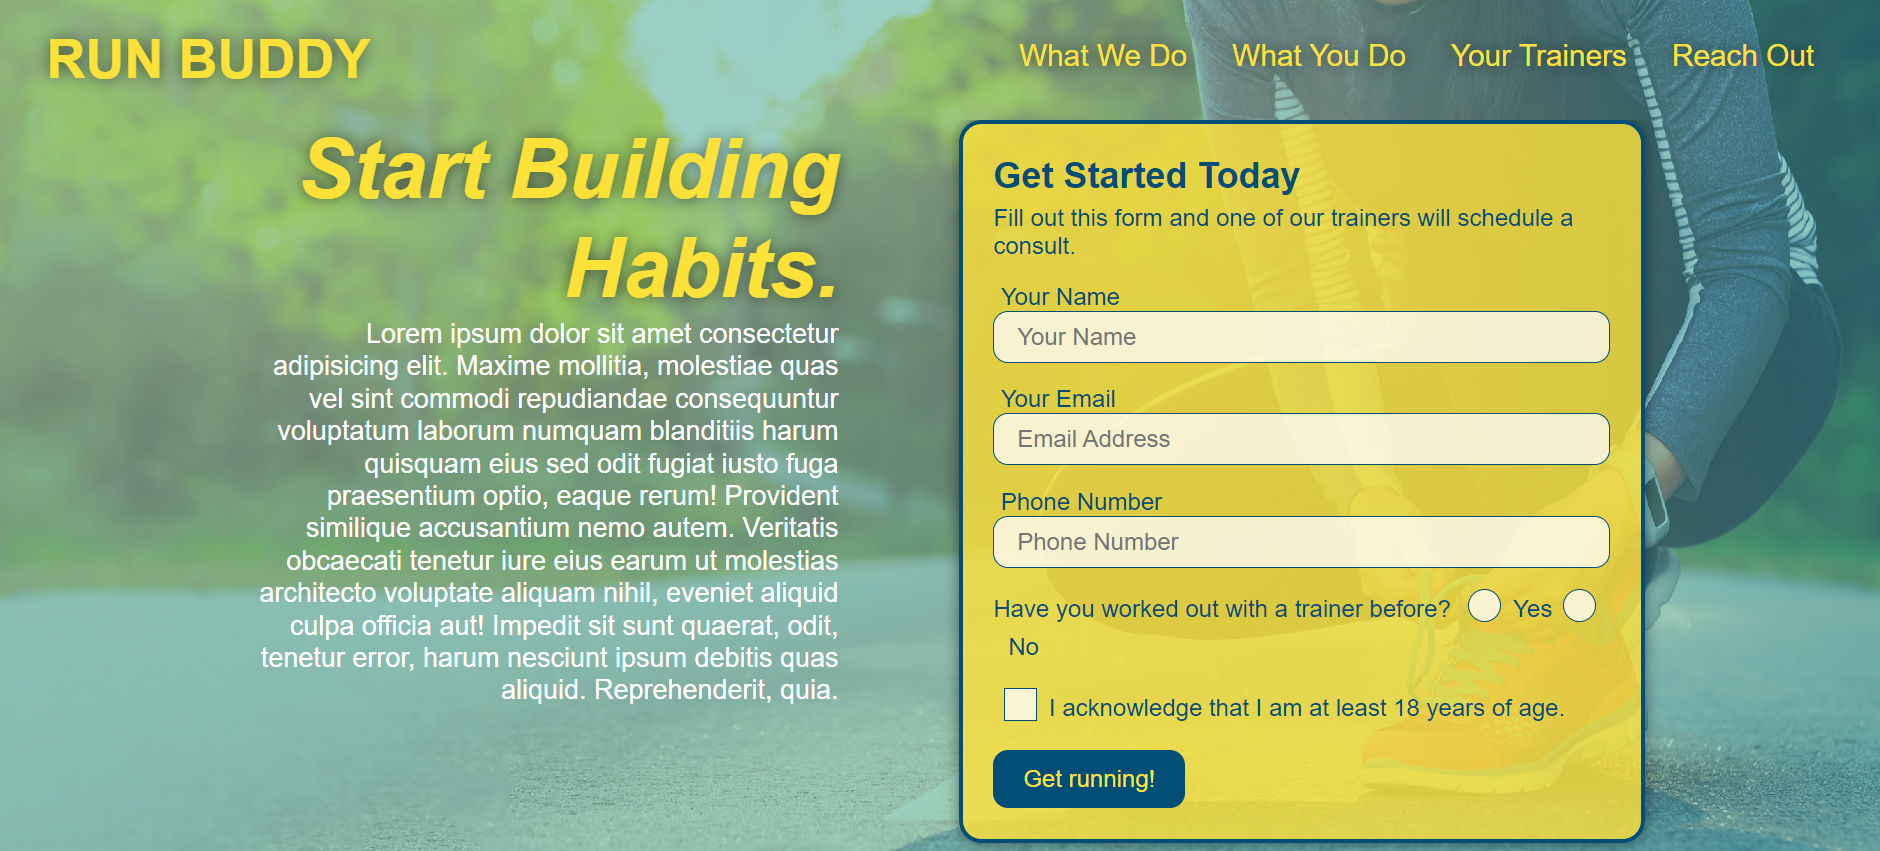 RUN BUDDY
What We Do What You Do Your Trainers Reach Out
Start Building
Habits.
Lorem ipsum dolor sit amet consectetur
adipisicing elit. Maxime mollitia, molestiae quas
vel sint commodi repudiandae consequuntur
voluptatum laborum numquam blanditiis harum
quisquam eius sed odit fugiat iusto fuga
praesentium optio, eaque rerum! Provident
similique accusantium nemo autem. Veritatis
obcaecati tenetur iure eius earum ut molestias
architecto voluptate aliquam nihil, eveniet aliquid
culpa officia aut! Impedit sit sunt quaerat, odit,
tenetur error, harum nesciunt ipsum debitis quas
aliquid. Reprehenderit, quia.
Get Started Today
Fill out this form and one of our trainers will schedule a
consult.
Your Name
Your Name
Your Email
Email Address
Phone Number
Phone Number
Have you worked out with a trainer before? Yes
No
I acknowledge that I am at least 18 years of age.
Get running!